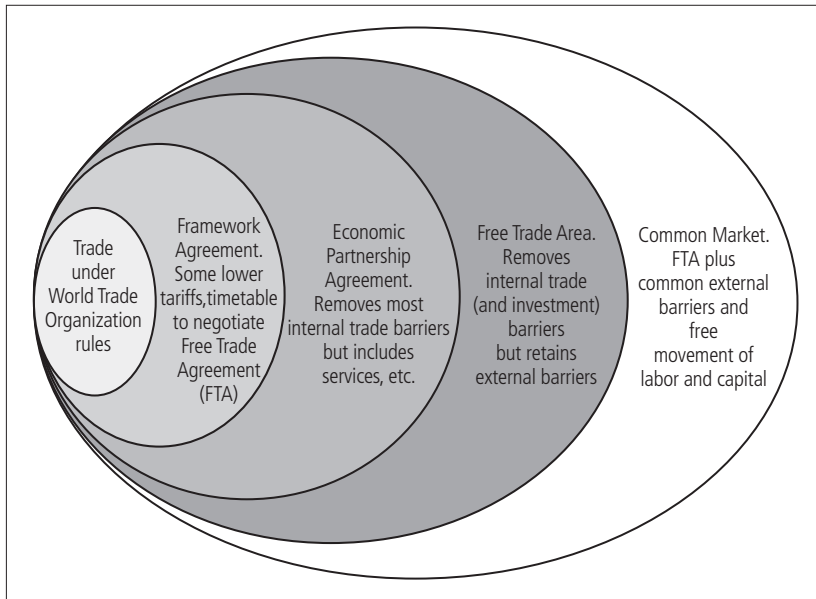 Trade
under
World Trade
Organization
rules
Framework
Agreement.
Some lower
tariffs,timetable
to negotiate
Free Trade
Agreement
(FTA)
Economic
Partnership
Agreement.
Removes most
internal trade barriers
but includes
services, etc.
Free Trade Area.
Removes
internal trade
(and investment)
barriers
but retains
external barriers
Common Market.
FTA plus
common external
barriers and
free
movement of
labor and capital